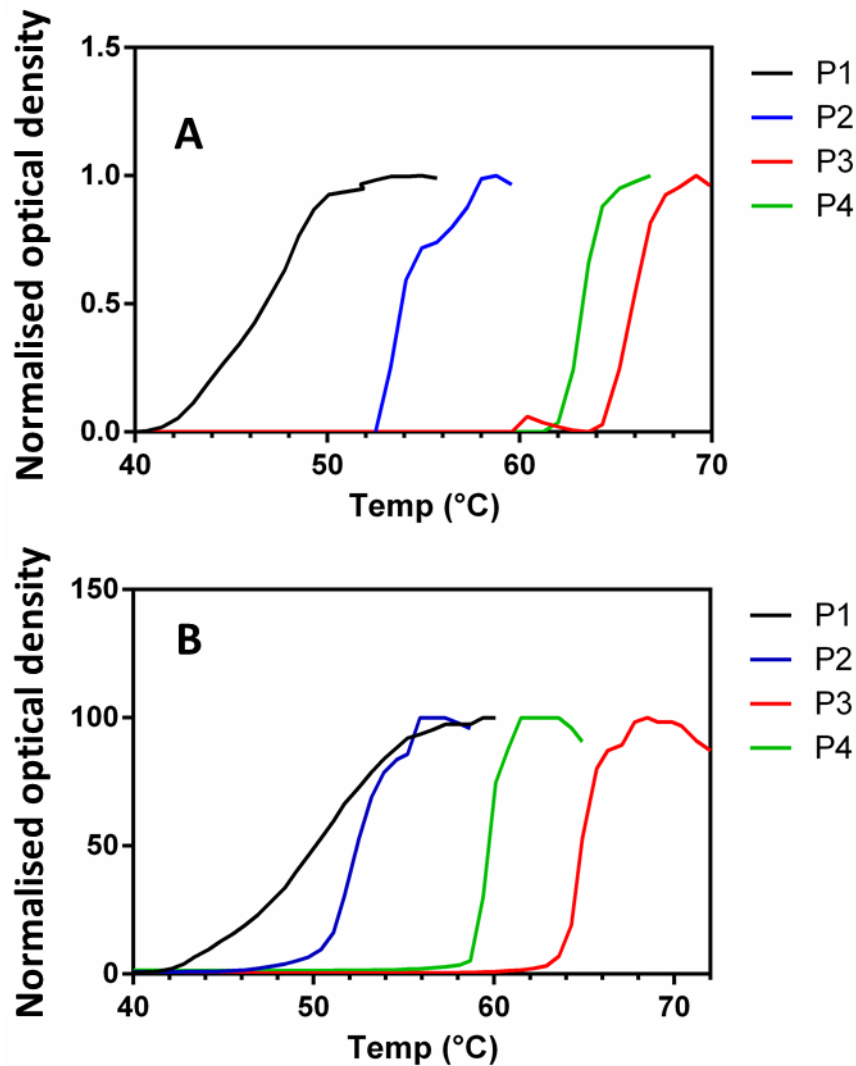 Normalised optical density
1.5
1.0
0.5
0.0
A
P1
P2
P3
P4
40
50
60
70
Temp (°C)
Normalised optical density
150
100
50
0
B
P1
P2
P3
P4
40
50
60
70
Temp (°C)